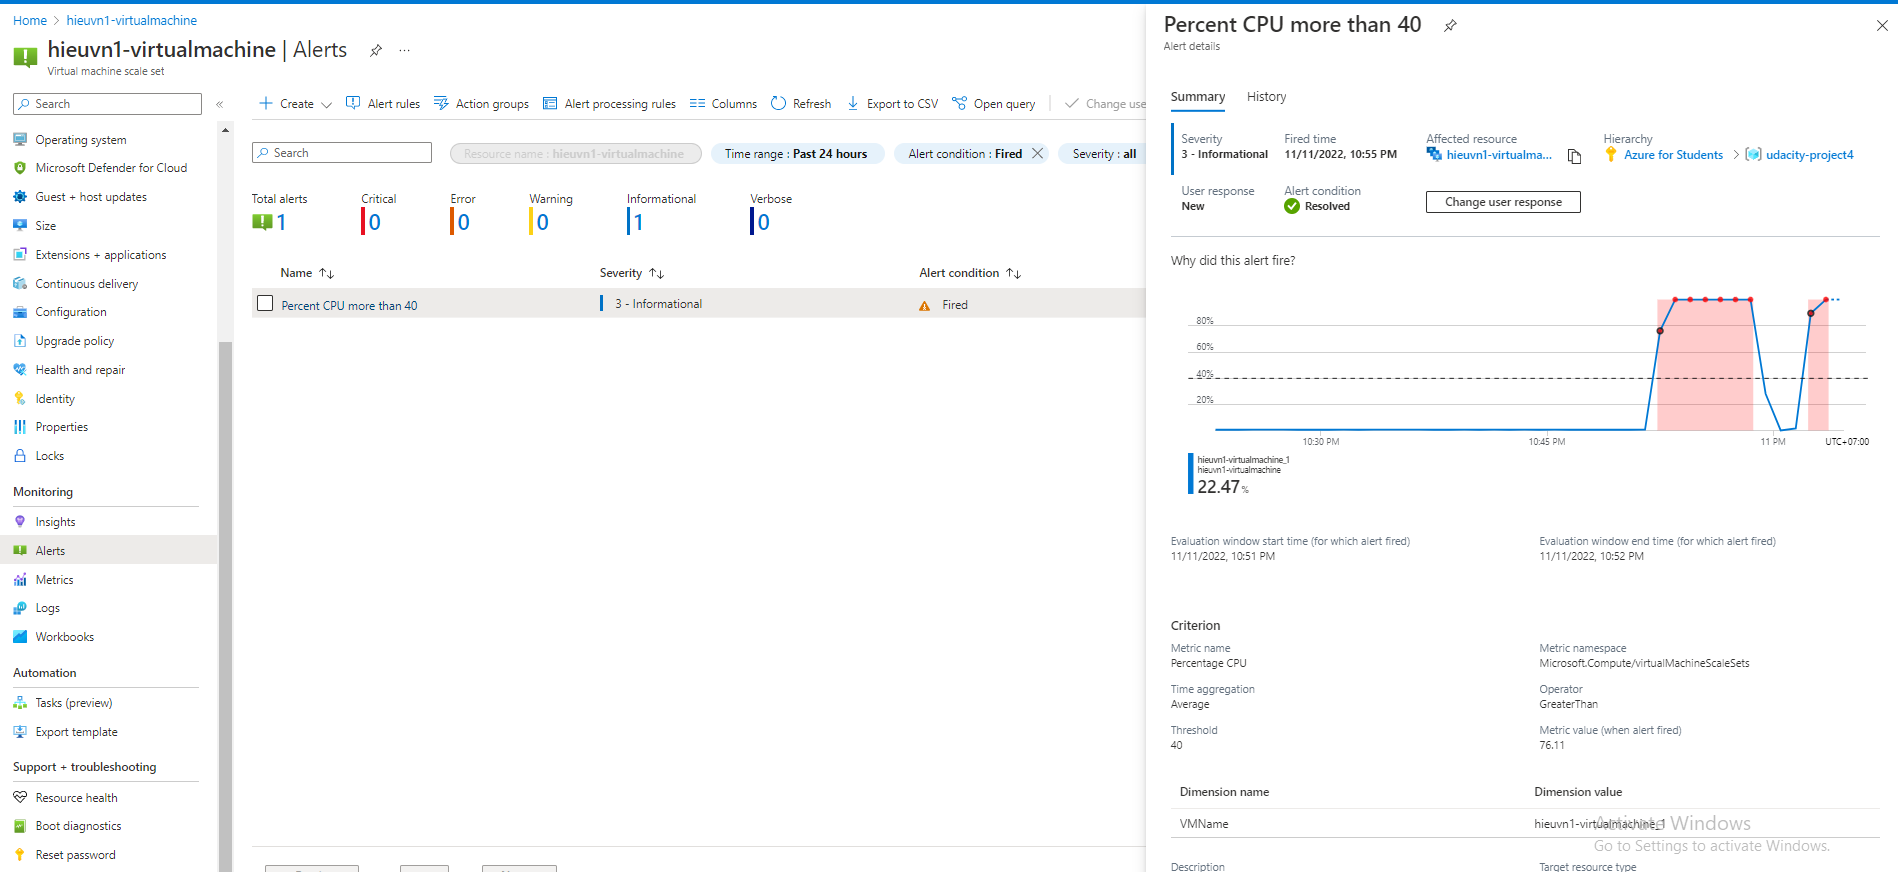 Home > hieuvn1-virtualmachine
hieuvn1-virtualmachine | Alerts ...
Virtual machine scale set
Search «
Operating system
Microsoft Defender for Cloud
Guest + host updates
Size
Extensions + applications
Continuous delivery
Configuration
Upgrade policy
Health and repair
Identity
Properties
Locks
Monitoring
Insights
Alerts
Metrics
Logs
Workbooks
Automation
Tasks (preview)
Export template
Support + troubleshooting
Resource health
Boot diagnostics
Reset password
Create Alert rules Action groups Alert processing rules Columns Refresh Export to CSV Open query Change use
Search Resource name : hieuvn1-virtualmachine Time range : Past 24 hours Alert condition : Fired Severity : all
Total alerts Critical Error Warning Informational Verbose
1 0 0 0 1 0
Name Severity Alert condition
Percent CPU more than 40 3 - Informational Fired
Percent CPU more than 40
Alert details
Summary History
Severity Fired time Affected resource Hierarchy
3 - Informational 11/11/2022, 10:55 PM hieuvn1-virtualma... Azure for Students > udacity-project4
User response Alert condition
New Resolved Change user response
Why did this alert fire?
80%
60%
40%
20%
10:30 PM 10:45 PM 11 PM UTC+07:00
hieuvn1-virtualmachine_1
hieuvn1-virtualmachine
22.47 %
Evaluation window start time (for which alert fired) Evaluation window end time (for which alert fired)
11/11/2022, 10:51 PM 11/11/2022, 10:52 PM
Criterion
Metric name Metric namespace
Percentage CPU Microsoft.Compute/virtualMachineScaleSets
Time aggregation Operator
Average GreaterThan
Threshold Metric value (when alert fired)
40 76.11
Dimension name Dimension value
VMName hieuvn1-virtualmachine_1
Activate Windows
Go to Settings to activate Windows.
Description Target resource type